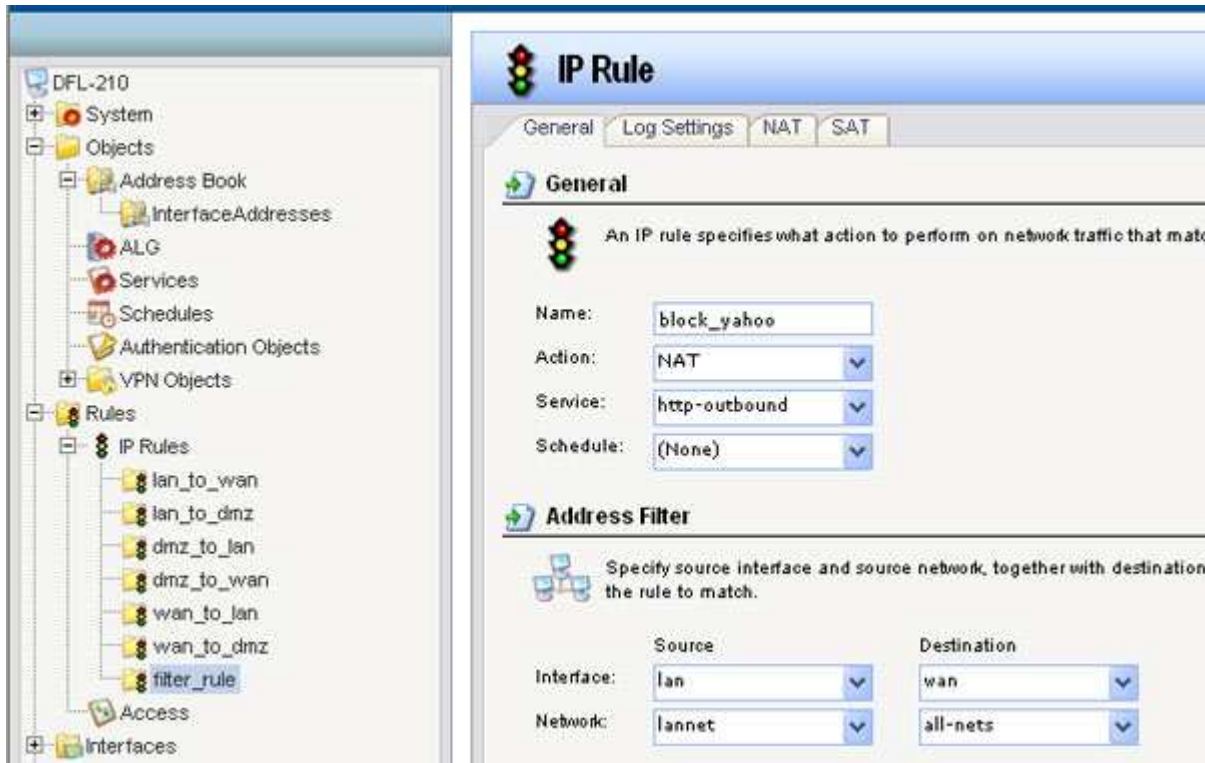 DFL-210
System
Objects
Address Book
InterfaceAddresses
ALG
Services
Schedules
Authentication Objects
VPN Objects
Rules
IP Rules
lan_to_wan
lan_to_dmz
dmz_to_lan
dmz_to_wan
wan_to_lan
wan_to_dmz
filter_rule
Access
Interfaces
IP Rule
General Log Settings NAT SAT
General
An IP rule specifies what action to perform on network traffic that matc
Name: block_yahoo
Action: NAT
Service: http-outbound
Schedule: (None)
Address Filter
Specify source interface and source network, together with destination
the rule to match.
Source Destination
Interface: lan wan
Network: lannet all-nets